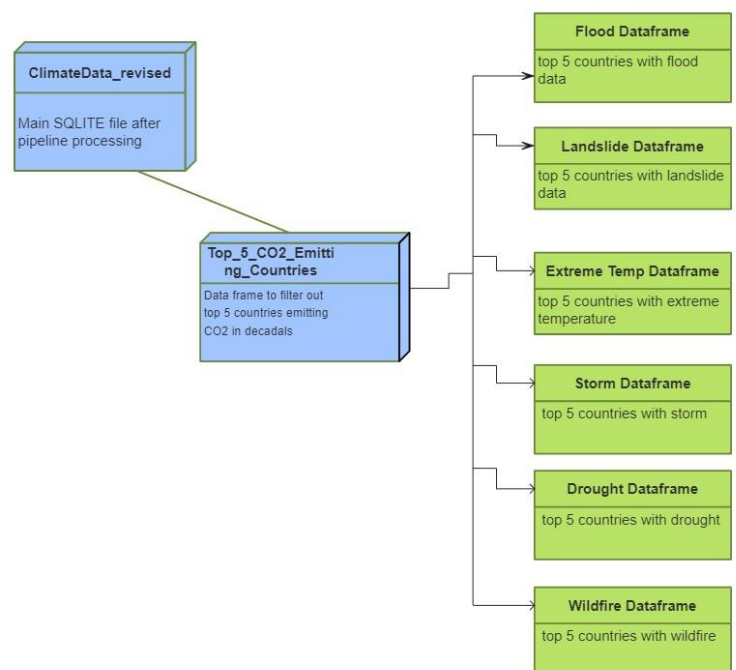 ClimateData_revised
Main SQLITE file after
pipeline processing
Top_5_CO2_Emitti
ng_Countries
Data frame to filter out
top 5 countries emitting
CO2 in decadals
Flood Dataframe
top 5 countries with flood
data
Landslide Dataframe
top 5 countries with landslide
data
Extreme Temp Dataframe
top 5 countries with extreme
temperature
Storm Dataframe
top 5 countries with storm
Drought Dataframe
top 5 countries with drought
Wildfire Dataframe
top 5 countries with wildfire